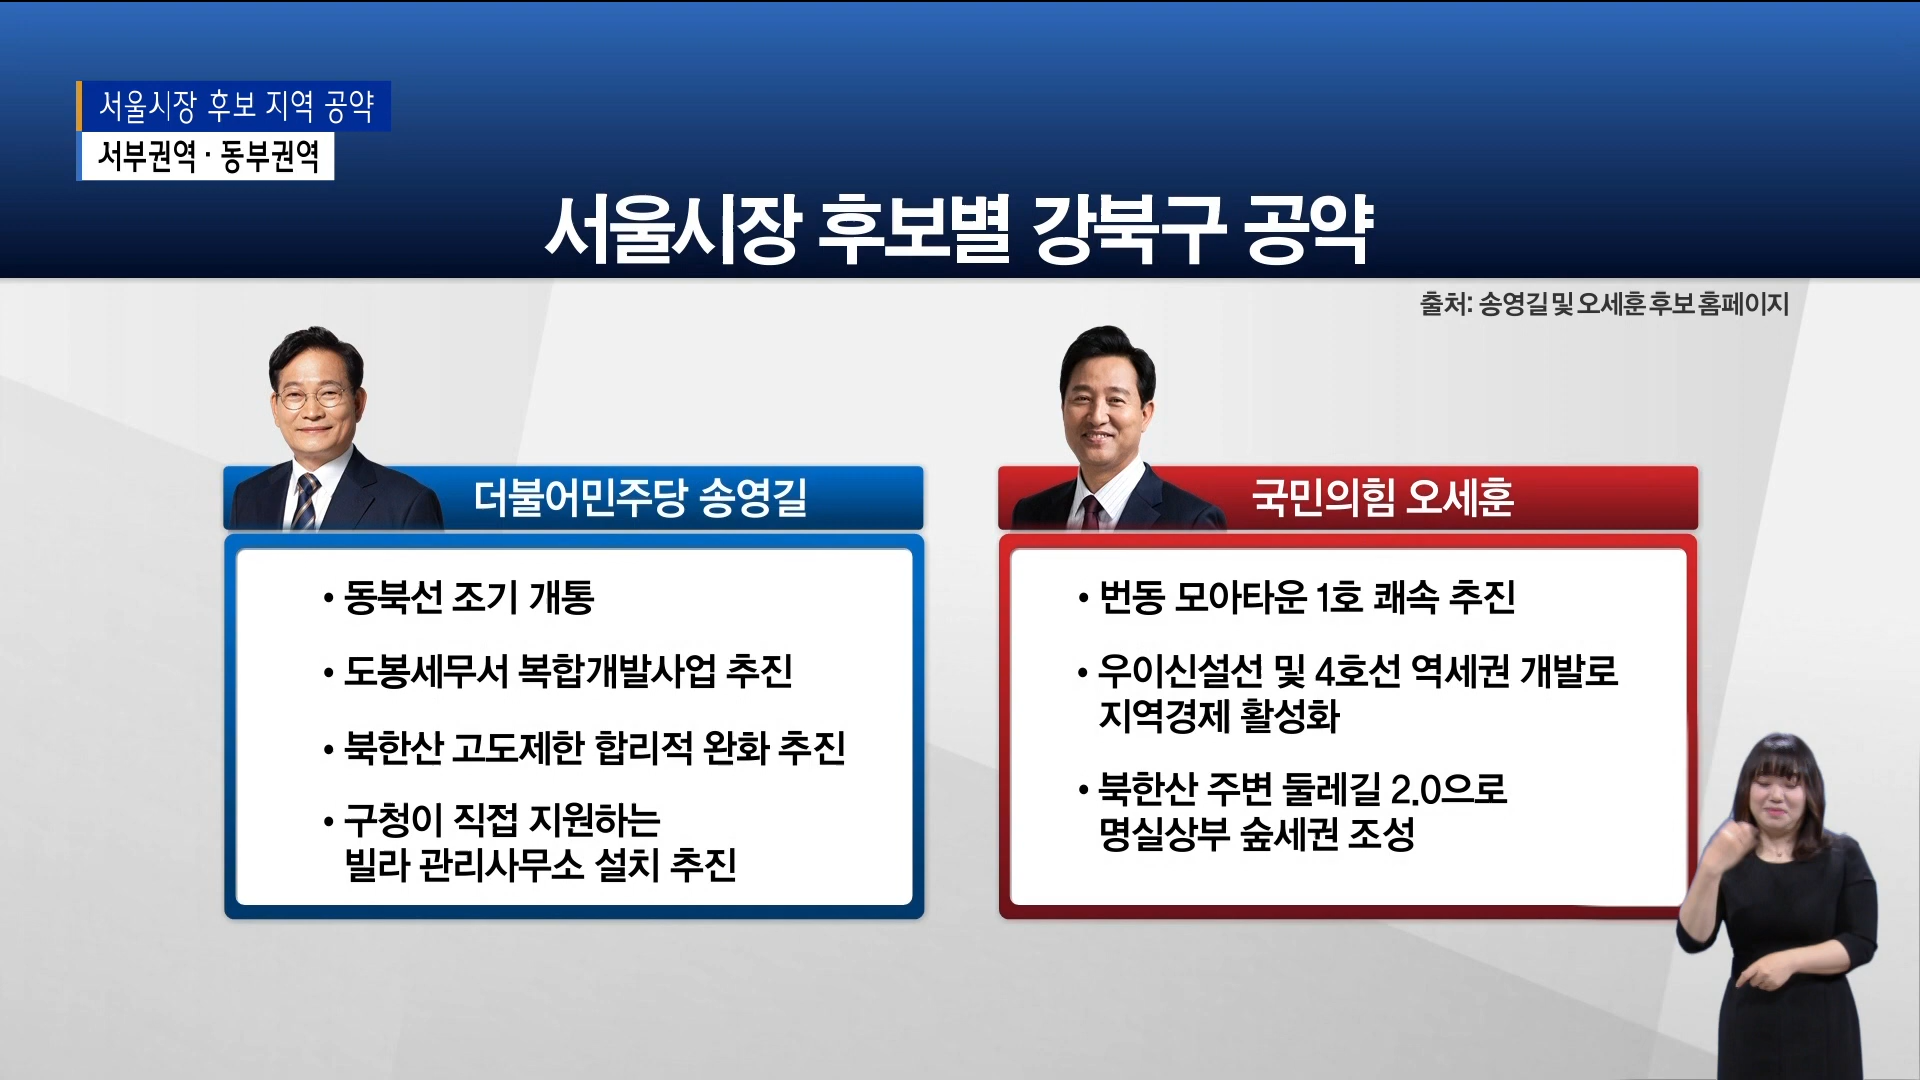 서울시장 후보 지역 공약
서부권역 · 동부권역
서울시장 후보별 강북구 공약
출처: 송영길 및 오세훈 후보 홈페이지
더불어민주당 송영길
• 동북선 조기 개통
• 도봉세무서 복합개발사업 추진
• 북한산 고도제한 합리적 완화 추진
• 구청이 직접 지원하는
빌라 관리사무소 설치 추진
국민의힘 오세훈
• 번동 모아타운 1호 쾌속 추진
• 우이신설선 및 4호선 역세권 개발로
지역경제 활성화
• 북한산 주변 둘레길 2.0으로
명실상부 숲세권 조성